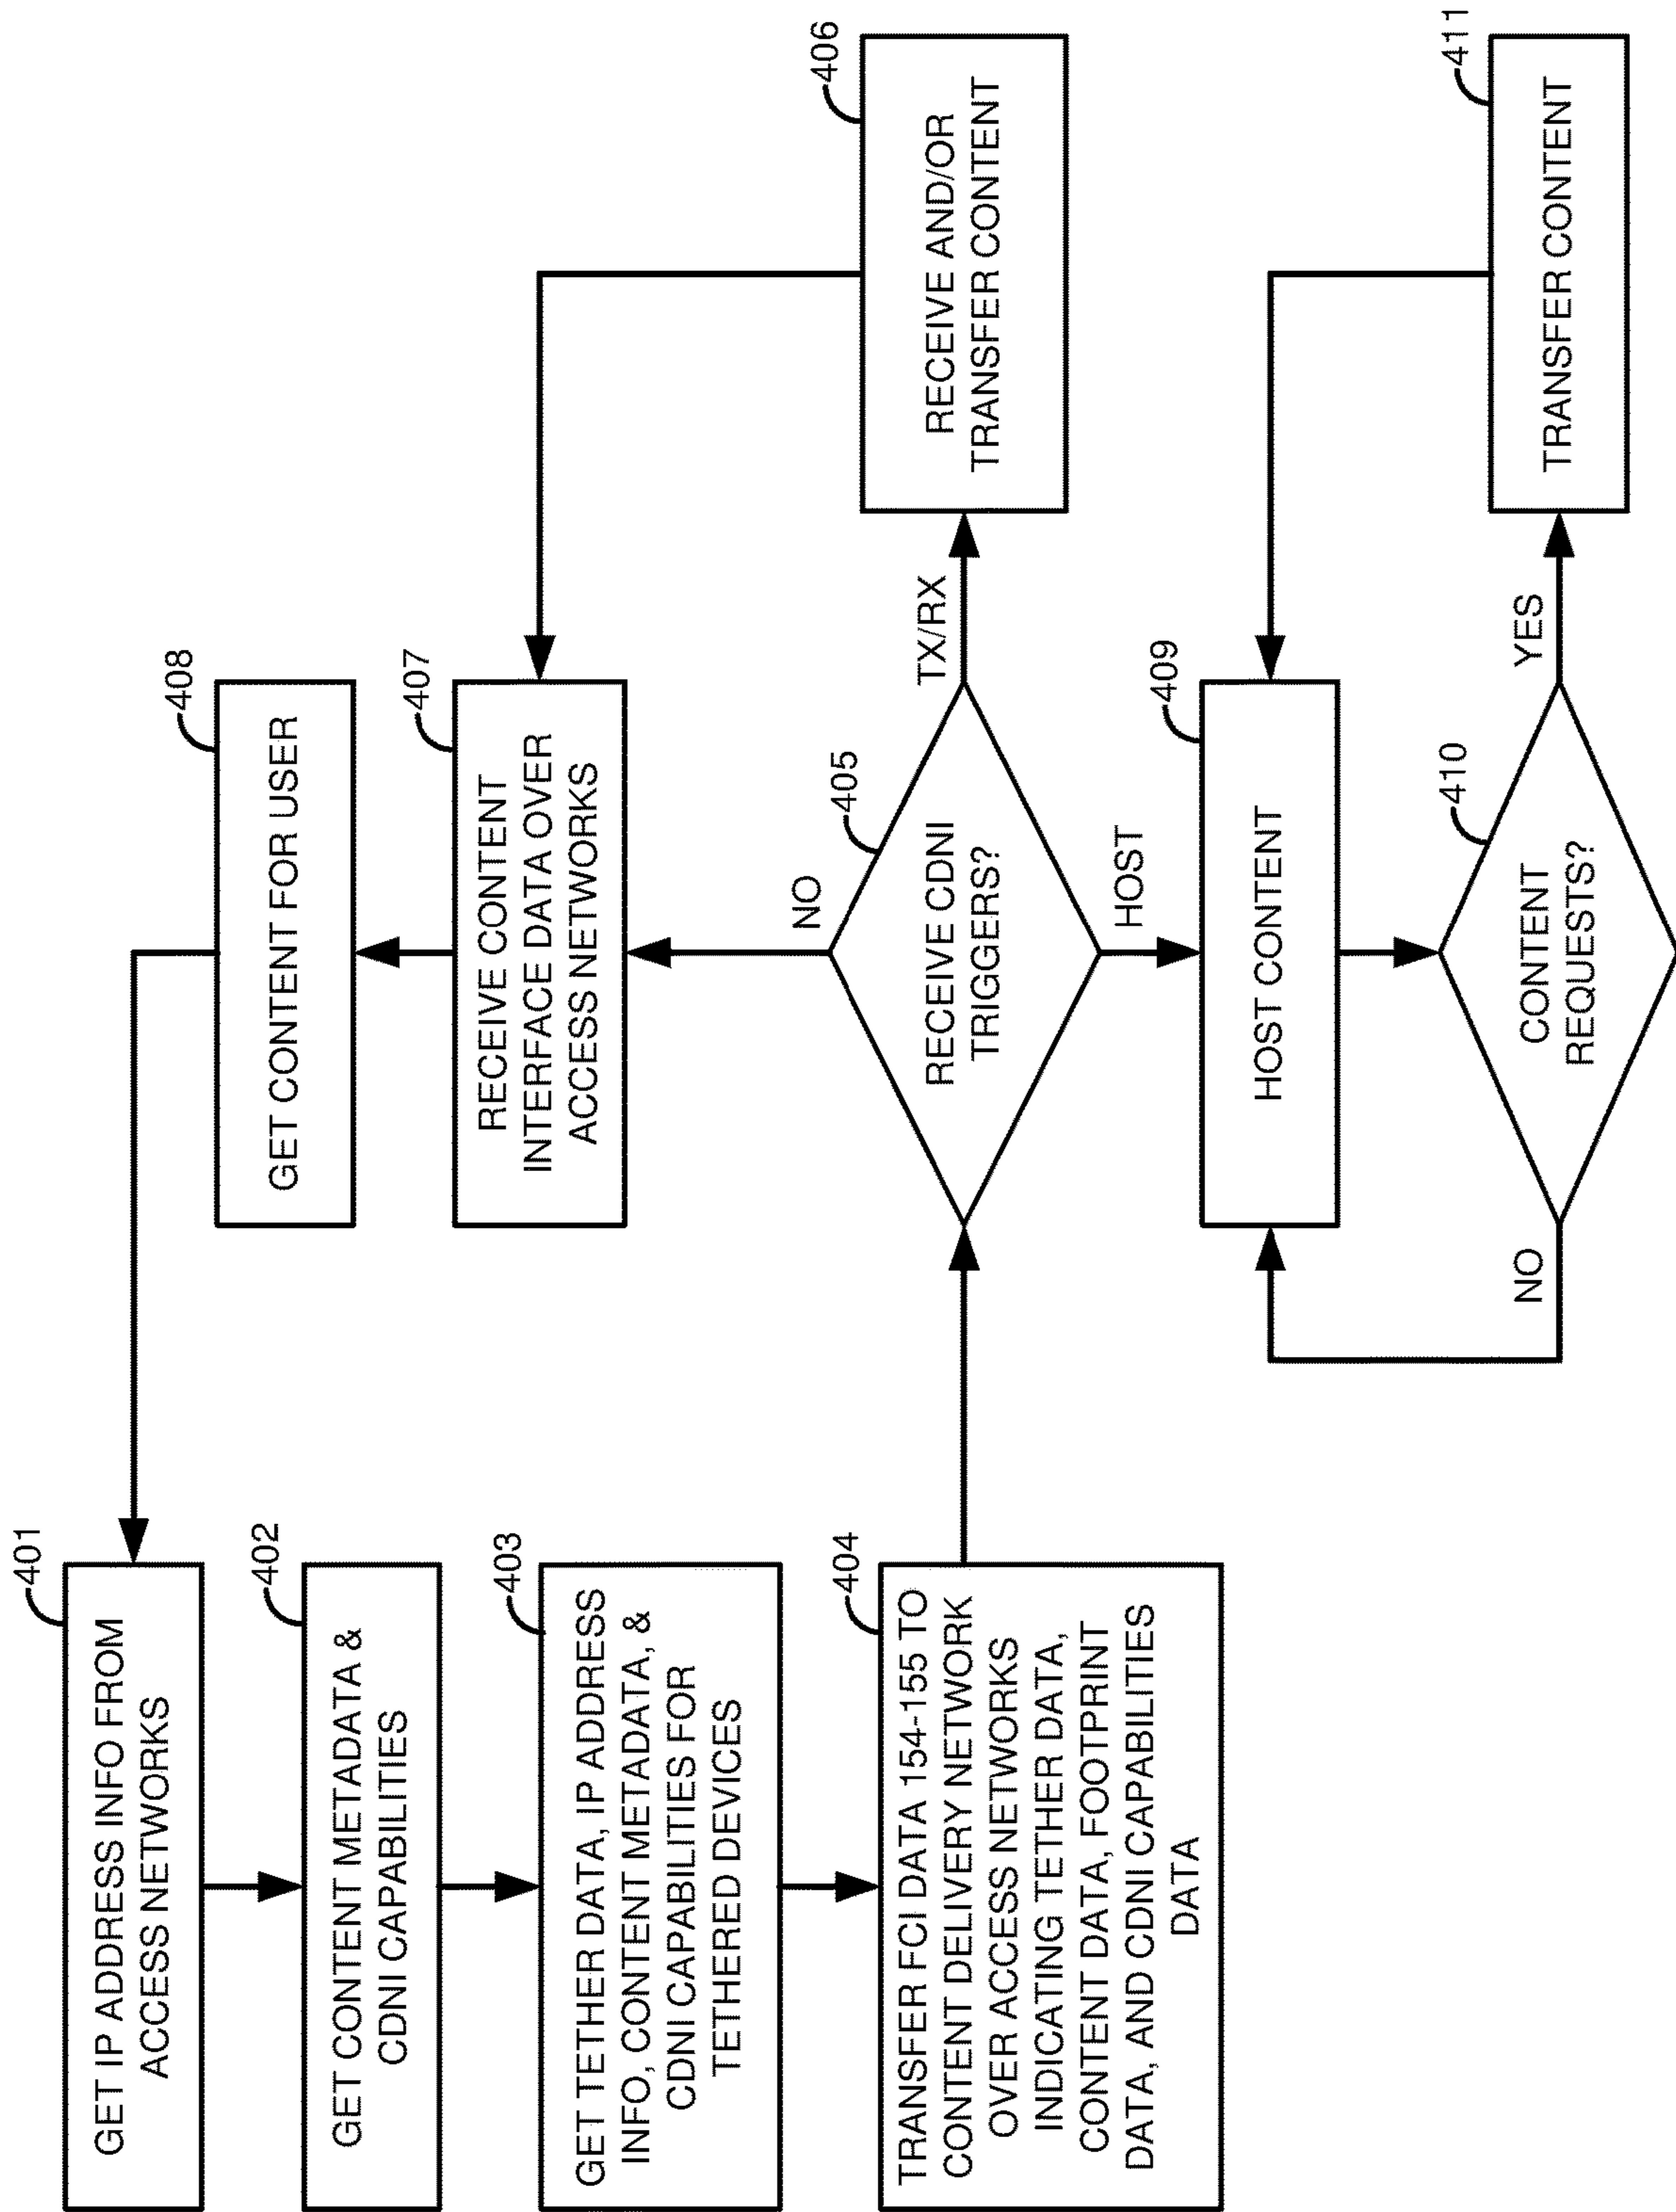 401
GET IP ADDRESS INFO FROM
ACCESS NETWORKS
402
GET CONTENT METADATA &
CDNI CAPABILITIES
403
GET TETHER DATA, IP ADDRESS
INFO, CONTENT METADATA, &
CDNI CAPABILITIES FOR
TETHERED DEVICES
404
TRANSFER FCI DATA 154-155 TO
CONTENT DELIVERY NETWORK
OVER ACCESS NETWORKS
INDICATING TETHER DATA,
CONTENT DATA, FOOTPRINT
DATA, AND CDNI CAPABILITIES
DATA
408
GET CONTENT FOR USER
407
RECEIVE CONTENT
INTERFACE DATA OVER
ACCESS NETWORKS
NO
405
RECEIVE CDNI
TRIGGERS?
TX/RX
HOST
406
RECEIVE AND/OR
TRANSFER CONTENT
409
HOST CONTENT
410
CONTENT
REQUESTS?
NO
YES
411
TRANSFER CONTENT